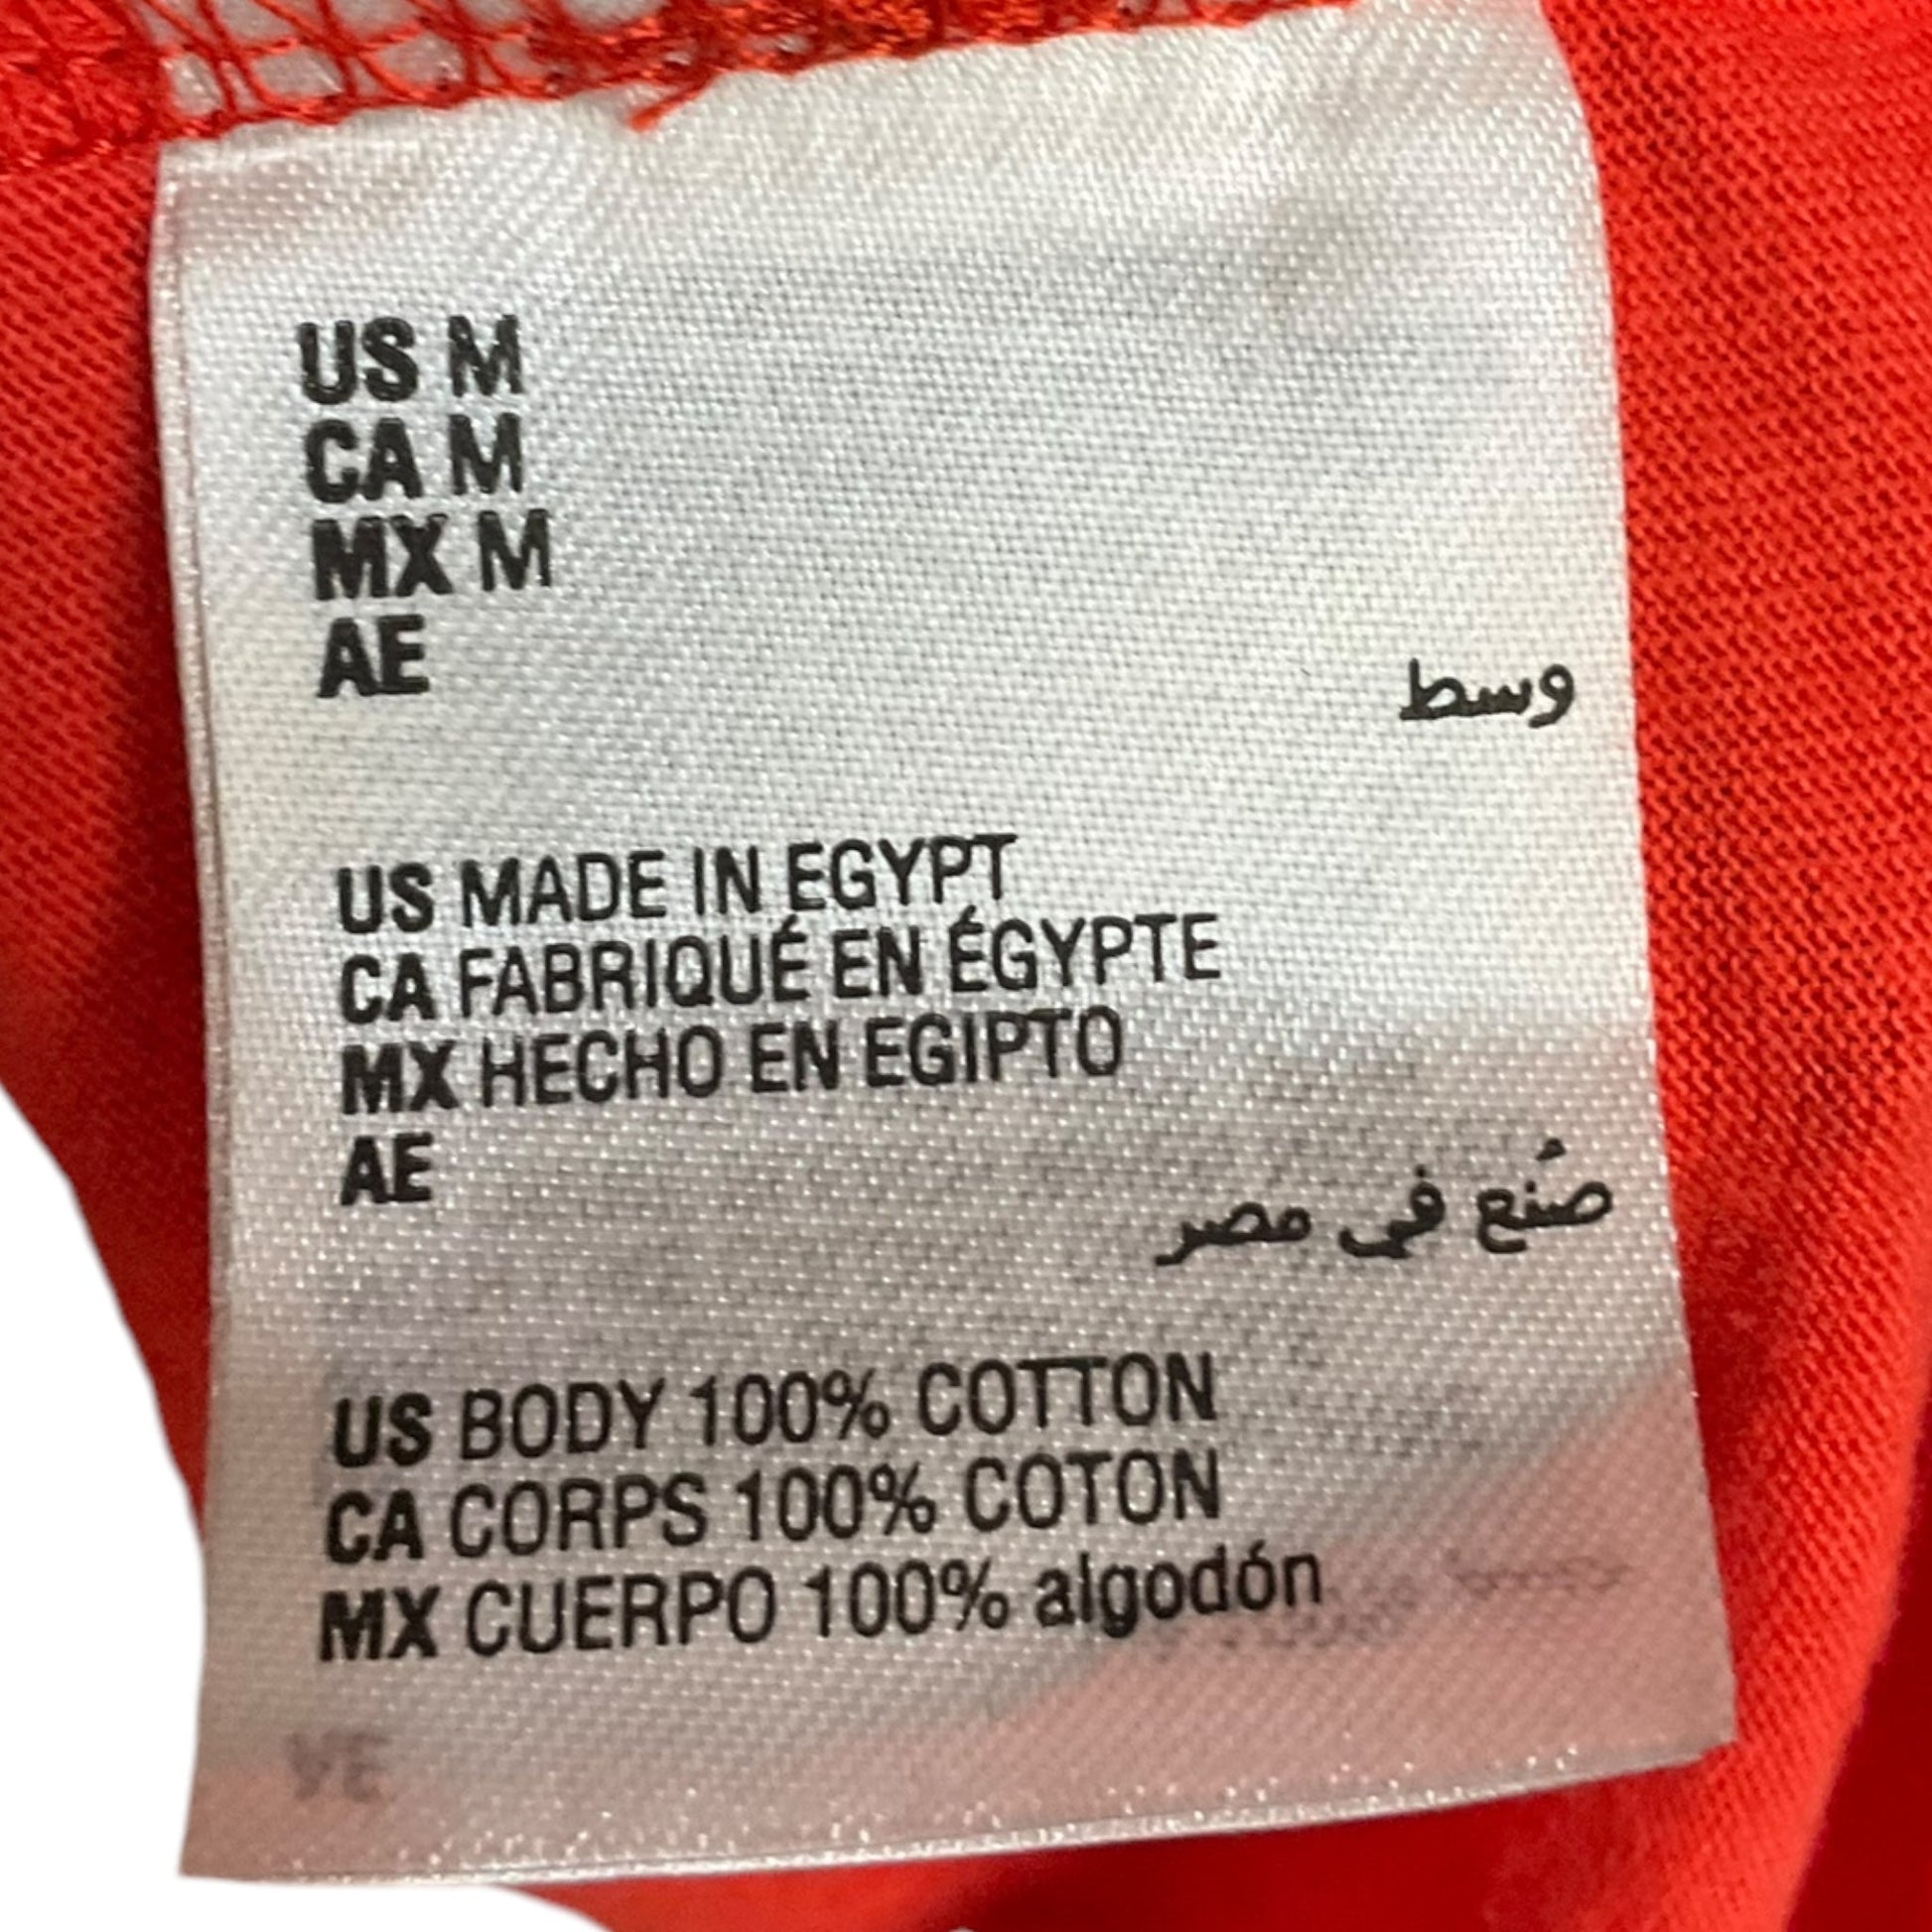 US M
CA M
MX M
AE
وسط
US MADE IN EGYPT
CA FABRIQUÉ EN ÉGYPTE
MX HECHO EN EGIPTO
AE
صُنع في مصر
US BODY 100% COTTON
CA CORPS 100% COTON
MX CUERPO 100% algodón